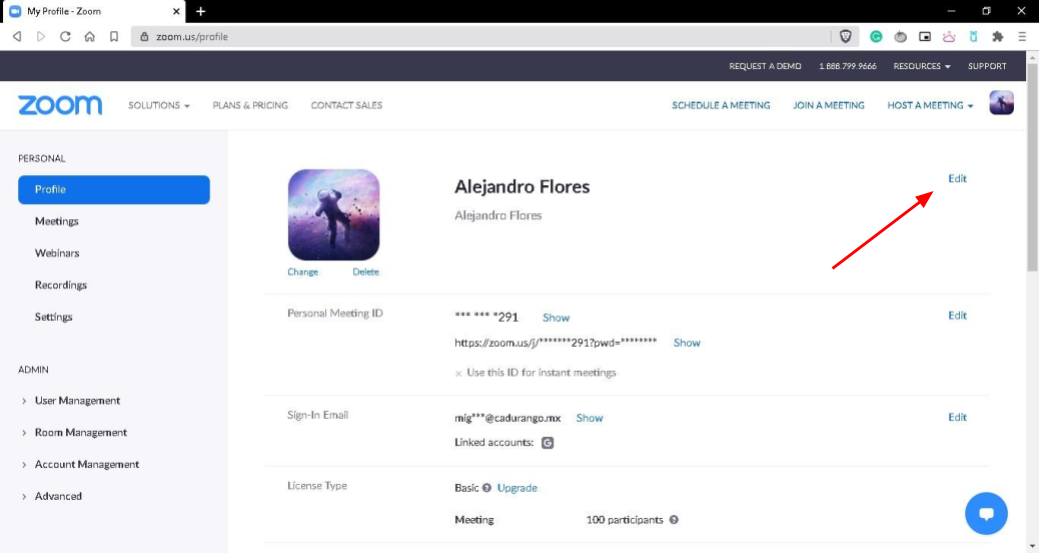 My Profile - Zoom
zoom.us/profile
REQUEST A DEMO 1.888.799.9666 RESOURCES SUPPORT
zoom SOLUTIONS PLANS & PRICING CONTACT SALES SCHEDULE A MEETING JOIN A MEETING HOST A MEETING
PERSONAL
Profile
Meetings
Webinars
Recordings
Settings
ADMIN
User Management
Room Management
Account Management
Advanced
Alejandro Flores Edit
Alejandro Flores
Change Delete
Personal Meeting ID *** *** *291 Show Edit
https://zoom.us/j/*******291?pwd=******** Show
× Use this ID for instant meetings
Sign-In Email mig***@cadurango.mx Show Edit
Linked accounts: G
License Type Basic ? Upgrade
Meeting 100 participants ?